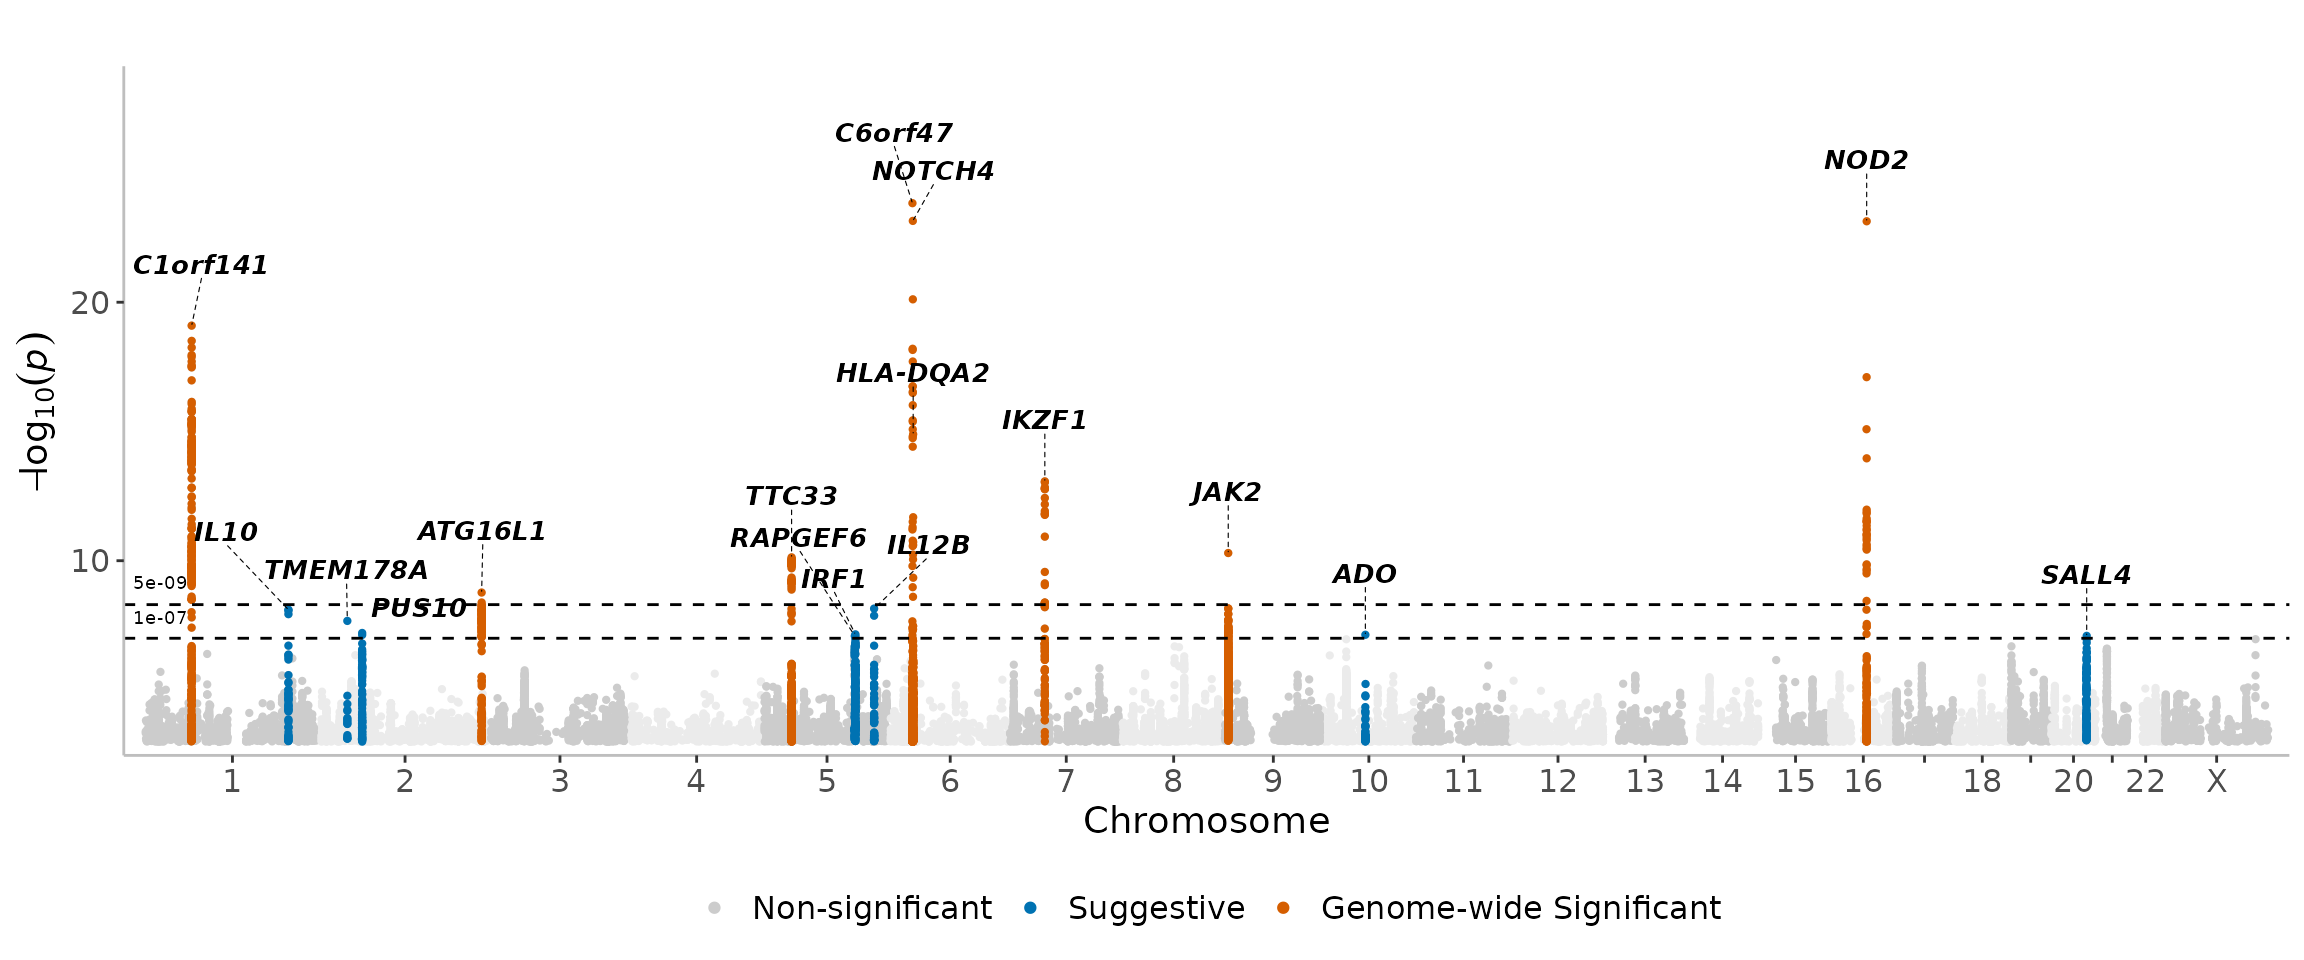 C6orf47
NOTCH4
NOD2
C1orf141
20
HLA-DQA2
IKZF1
TTC33
JAK2
IL10
ATG16L1
RAPGEF6
IL12B
10
TMEM178A
IRF1
ADO
SALL4
5e-09
PUS10
1e-07
−log10(p)
1 2 3 4 5 6 7 8 9 10 11 12 13 14 15 16 18 20 22 X
Chromosome
Non-significant Suggestive Genome-wide Significant